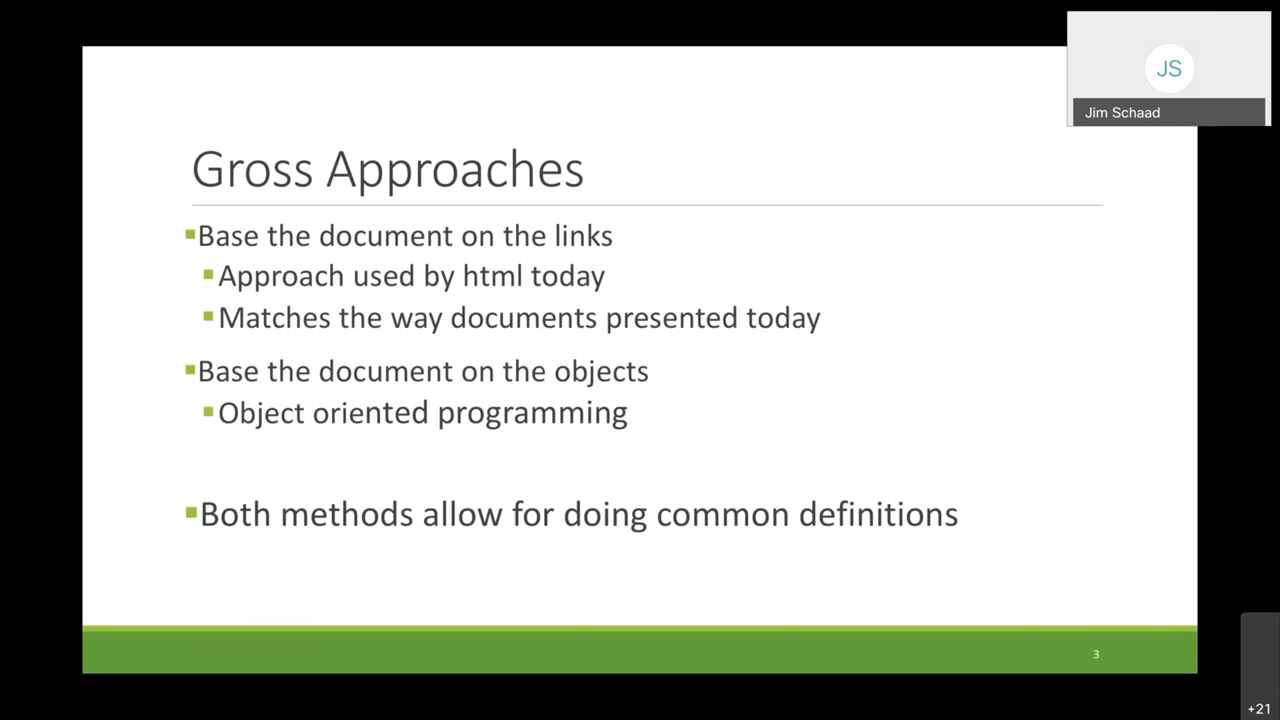 JS
Jim Schaad
Gross Approaches
Base the document on the links
Approach used by html today
Matches the way documents presented today
Base the document on the objects
Object oriented programming
Both methods allow for doing common definitions
3
+21